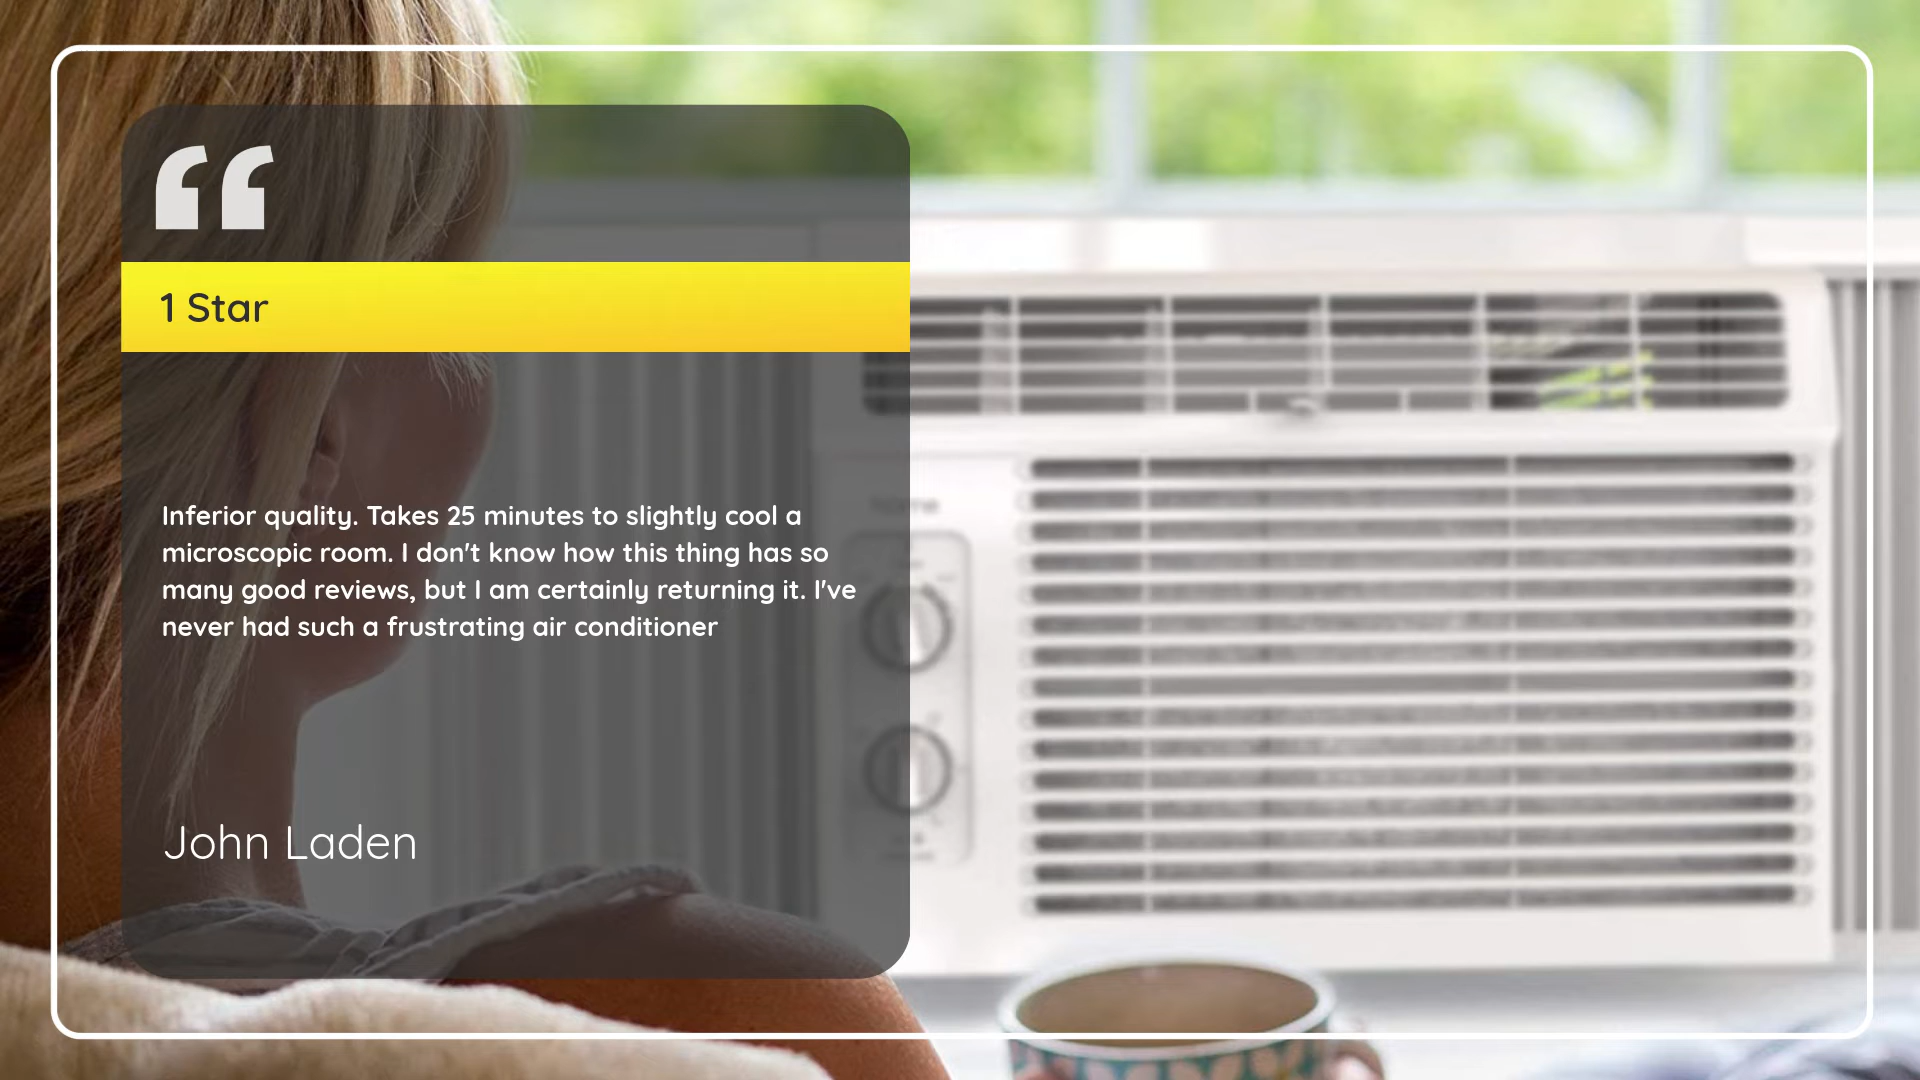 1 Star
Inferior quality. Takes 25 minutes to slightly cool a
microscopic room. I don't know how this thing has so
many good reviews, but I am certainly returning it. I've
never had such a frustrating air conditioner
John Laden